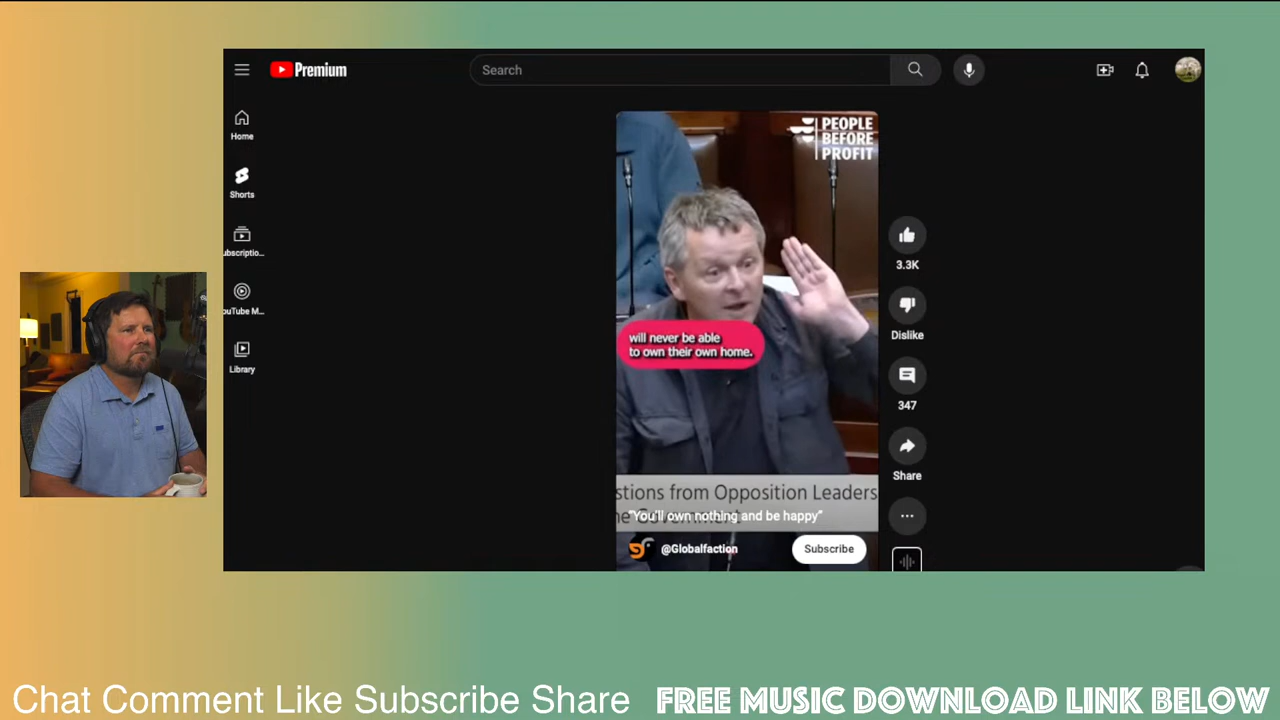 Premium
Search
Home
Shorts
ubscriptio...
ouTube M...
Library
PEOPLE
BEFORE
PROFIT
will never be able
to own their own home.
stions from Opposition Leaders
"You'll own nothing and be happy"
@Globalfaction
Subscribe
3.3K
Dislike
347
Share
Chat Comment Like Subscribe Share
FREE MUSIC DOWNLOAD LINK BELOW